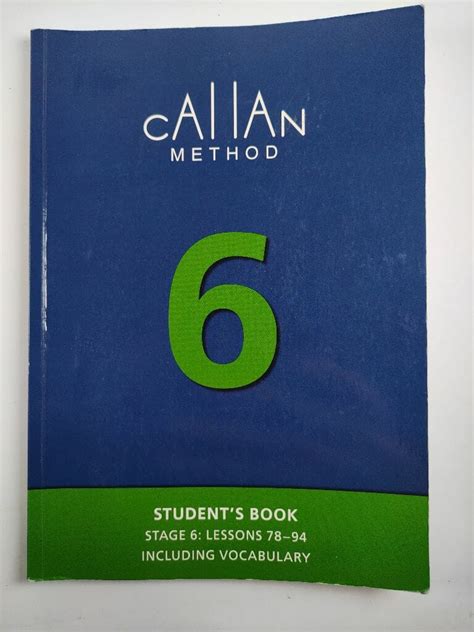 cAllAN
METHOD
6
STUDENT'S BOOK
STAGE 6: LESSONS 78–94
INCLUDING VOCABULARY